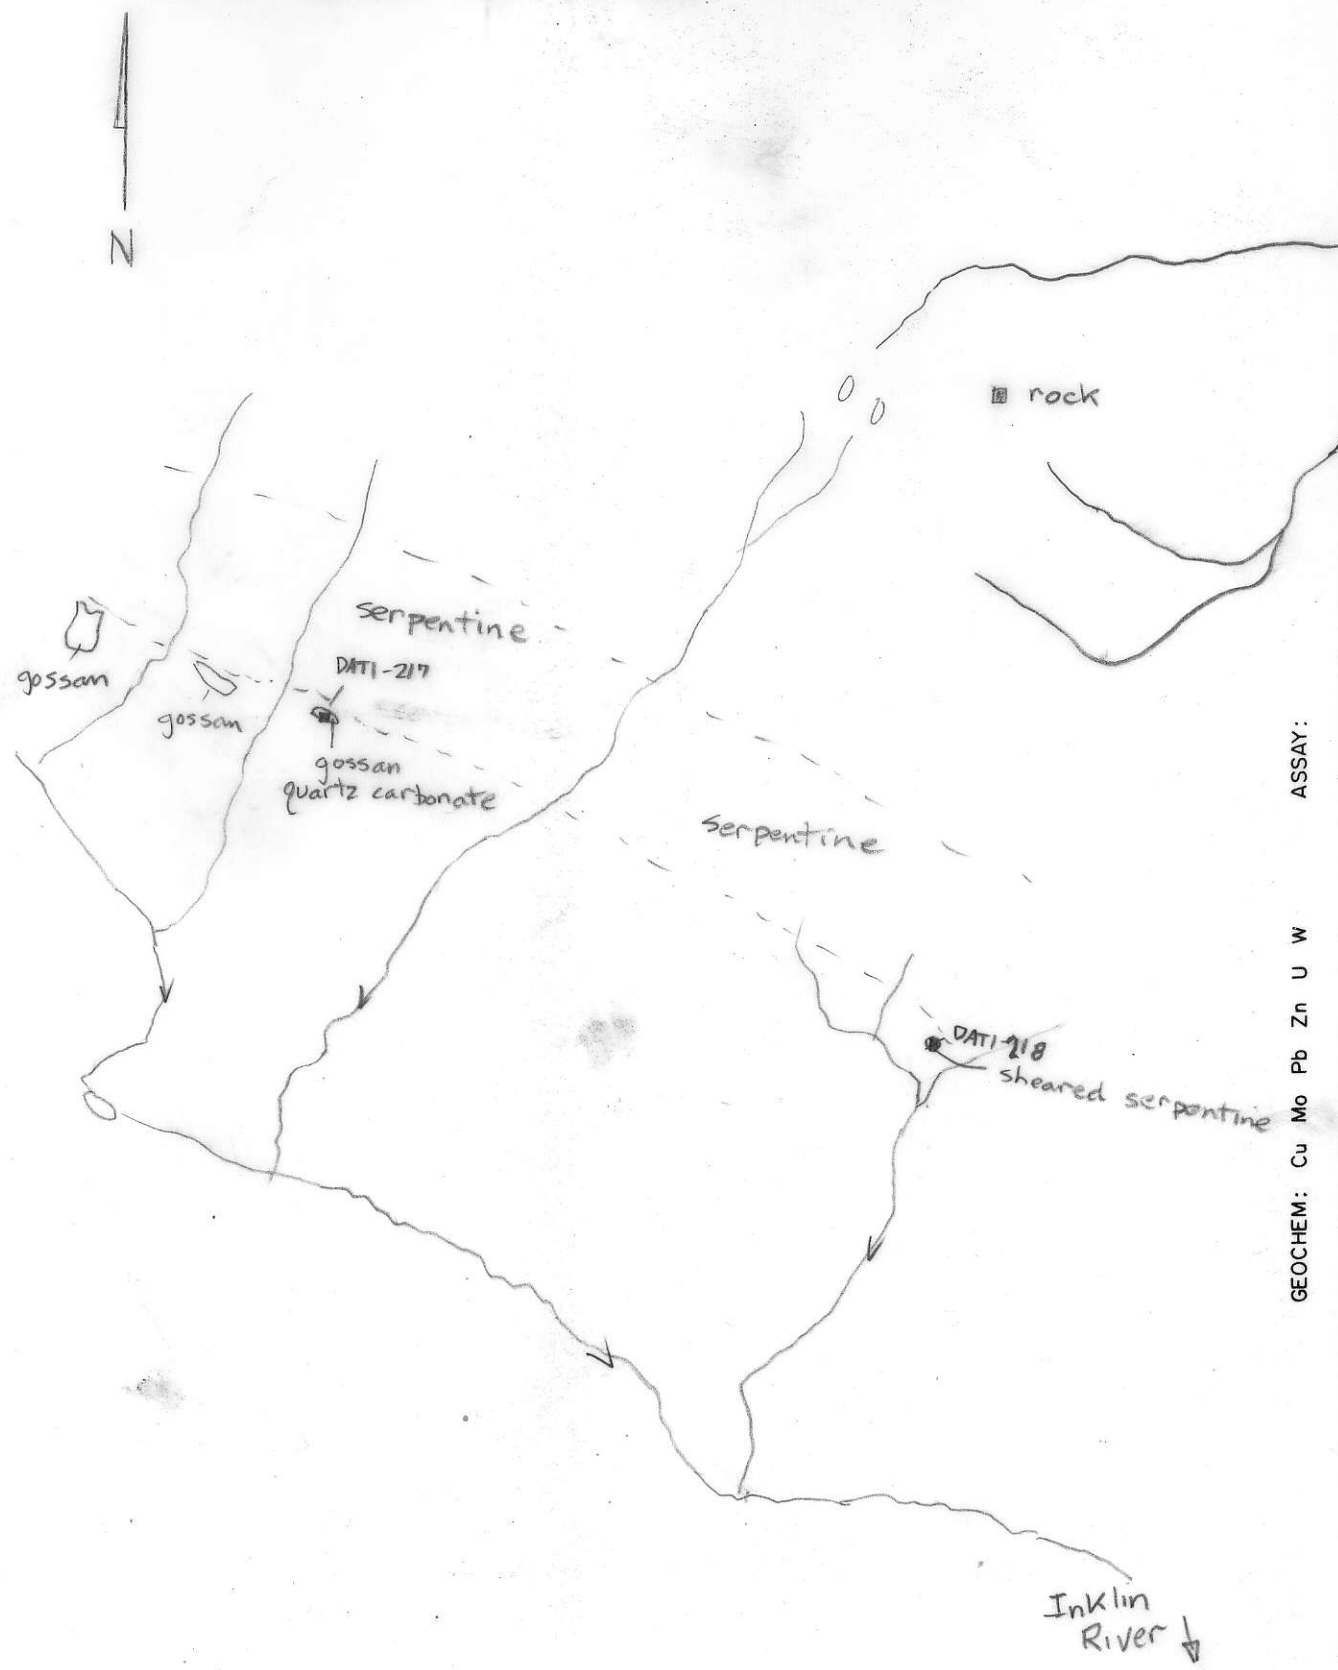 N
rock
serpentine
DAT1-217
gossan
gossan
gossan
quartz carbonate
serpentine
DAT1-218
sheared serpentine
Inklin
River
ASSAY:
GEOCHEM: Cu Mo Pb Zn U W